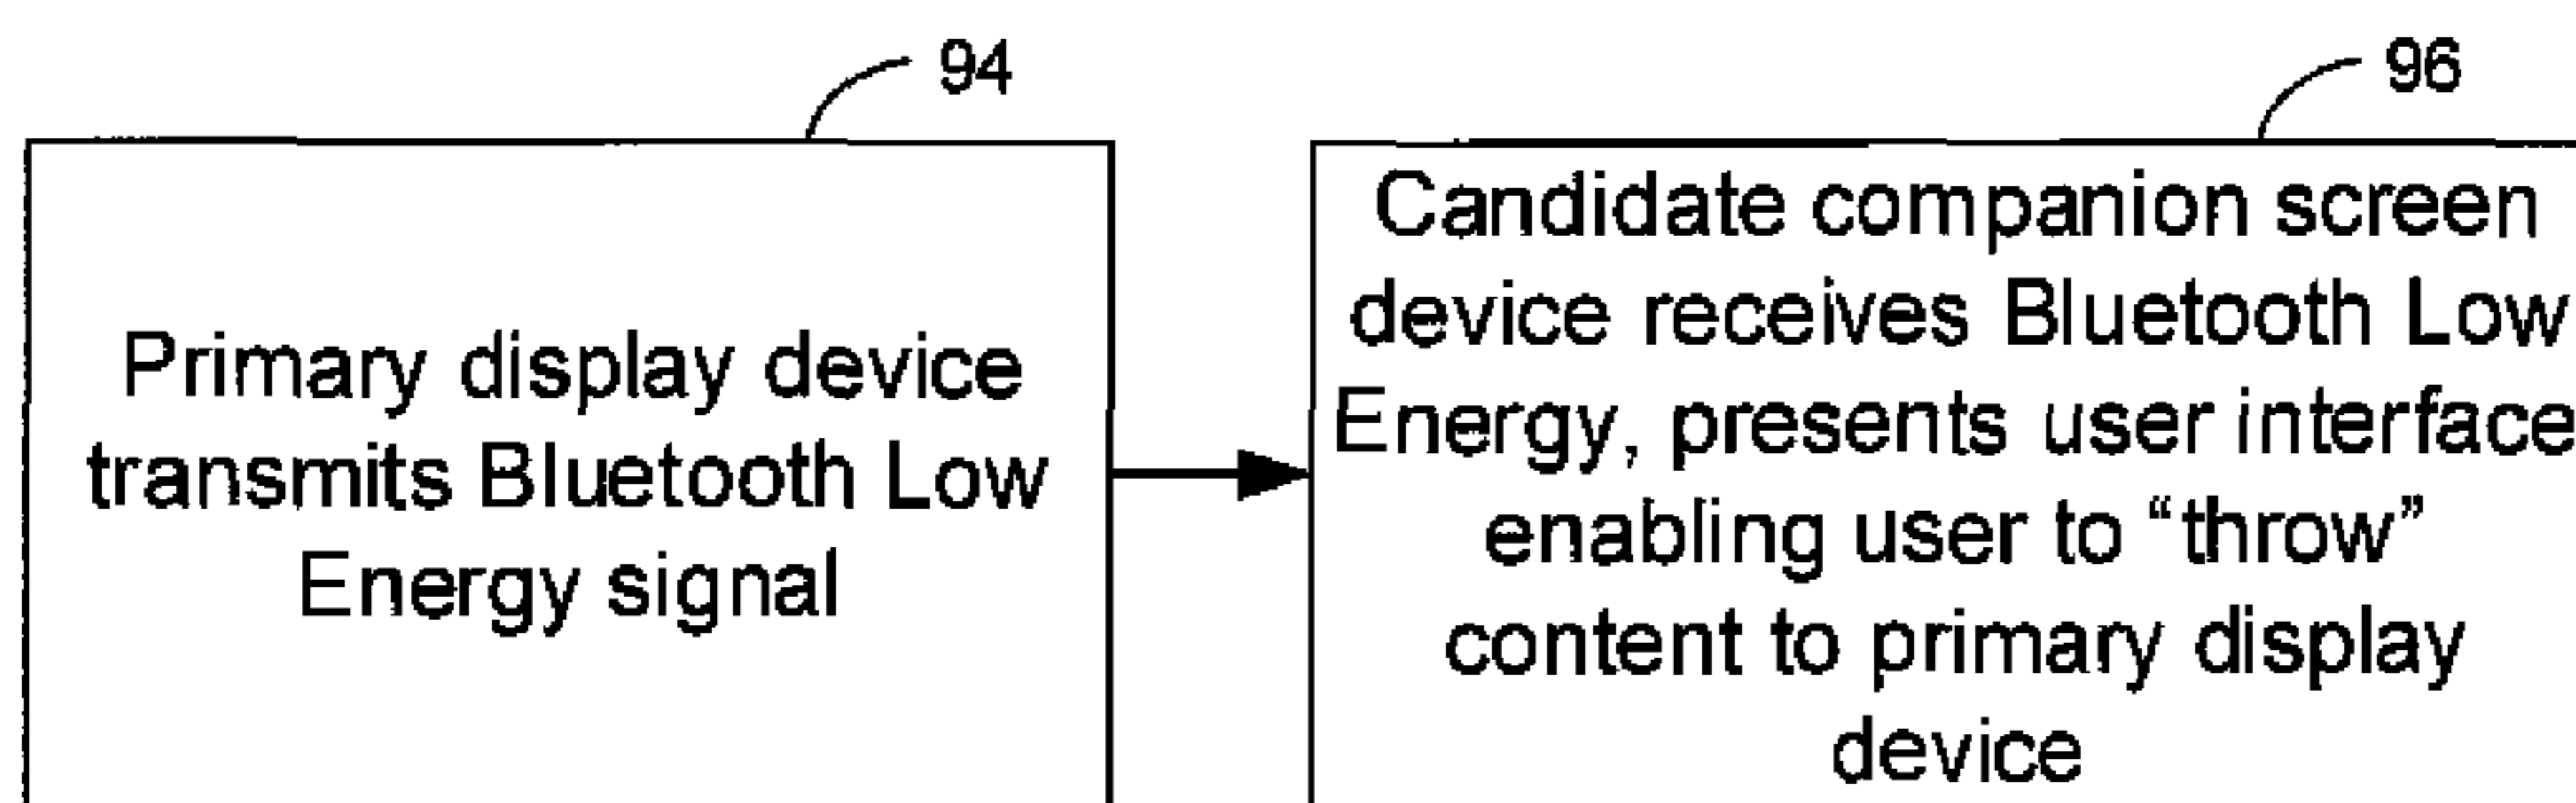 94
Primary display device
transmits Bluetooth Low
Energy signal
96
Candidate companion screen
device receives Bluetooth Low
Energy, presents user interface
enabling user to “throw”
content to primary display
device